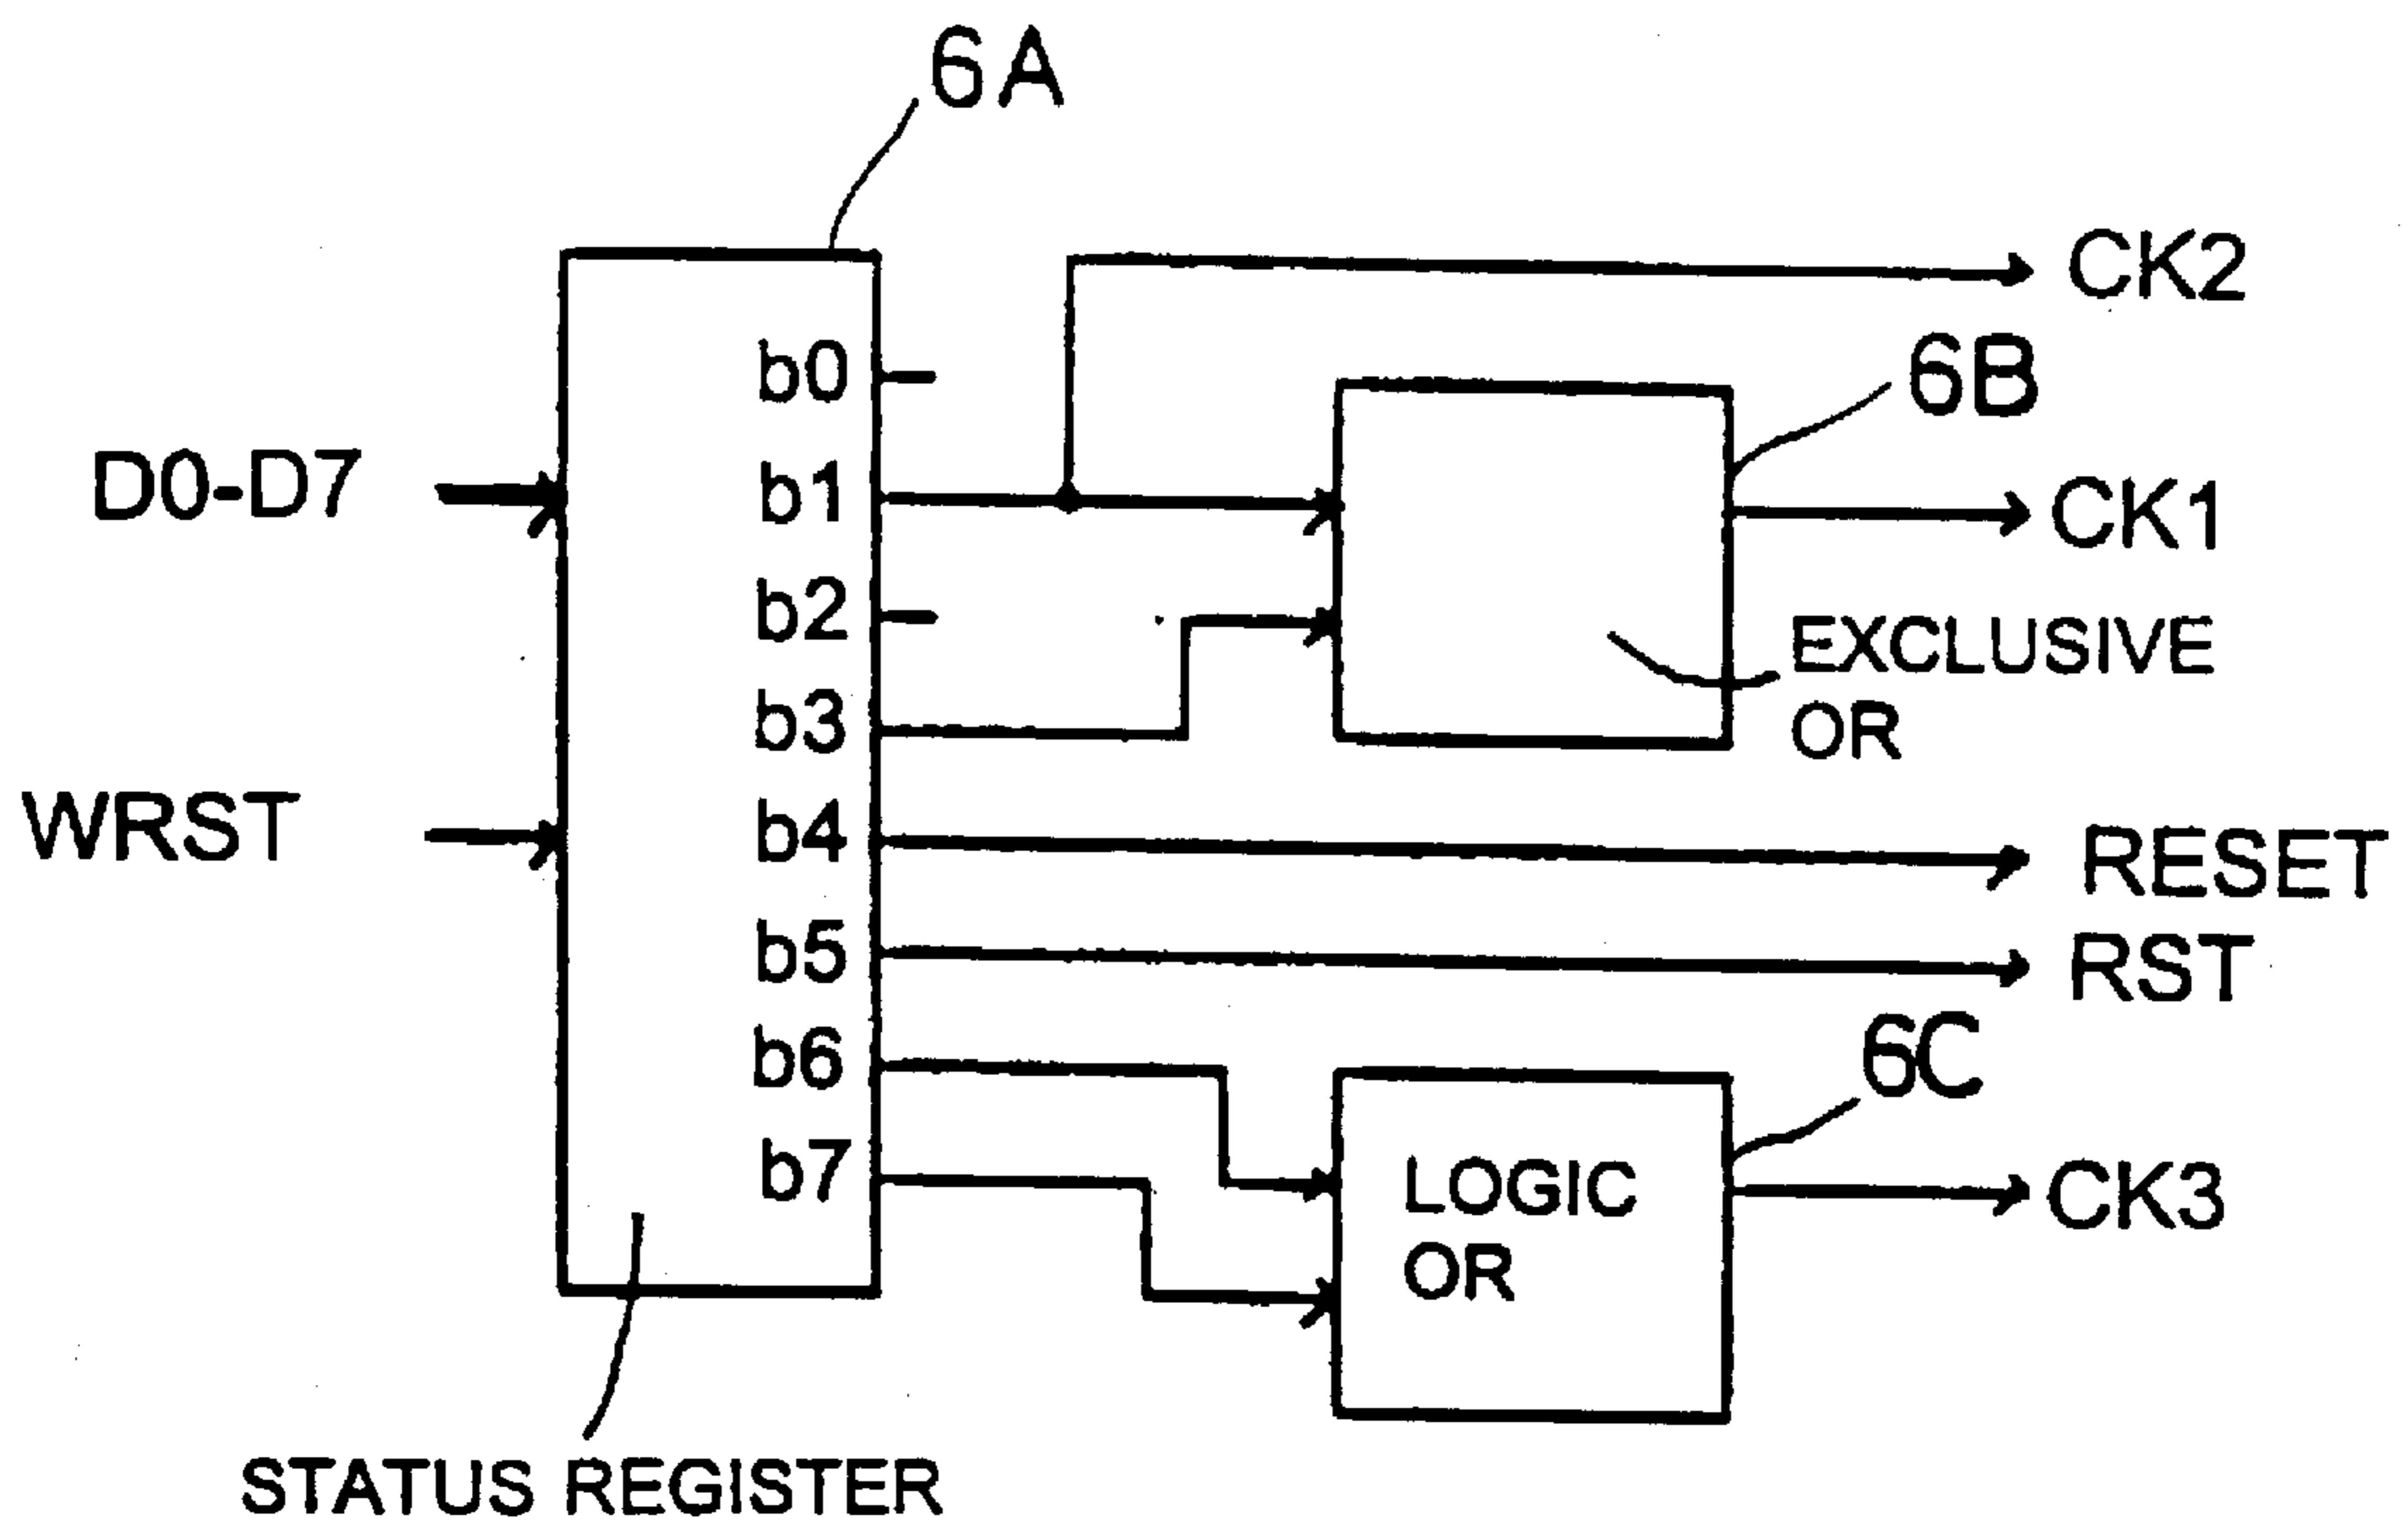 6A
CK2
6B
b0
D0-D7
b1
CK1
b2
EXCLUSIVE
OR
b3
WRST
b4
RESET
b5
RST
b6
6C
b7
LOGIC
OR
CK3
STATUS REGISTER